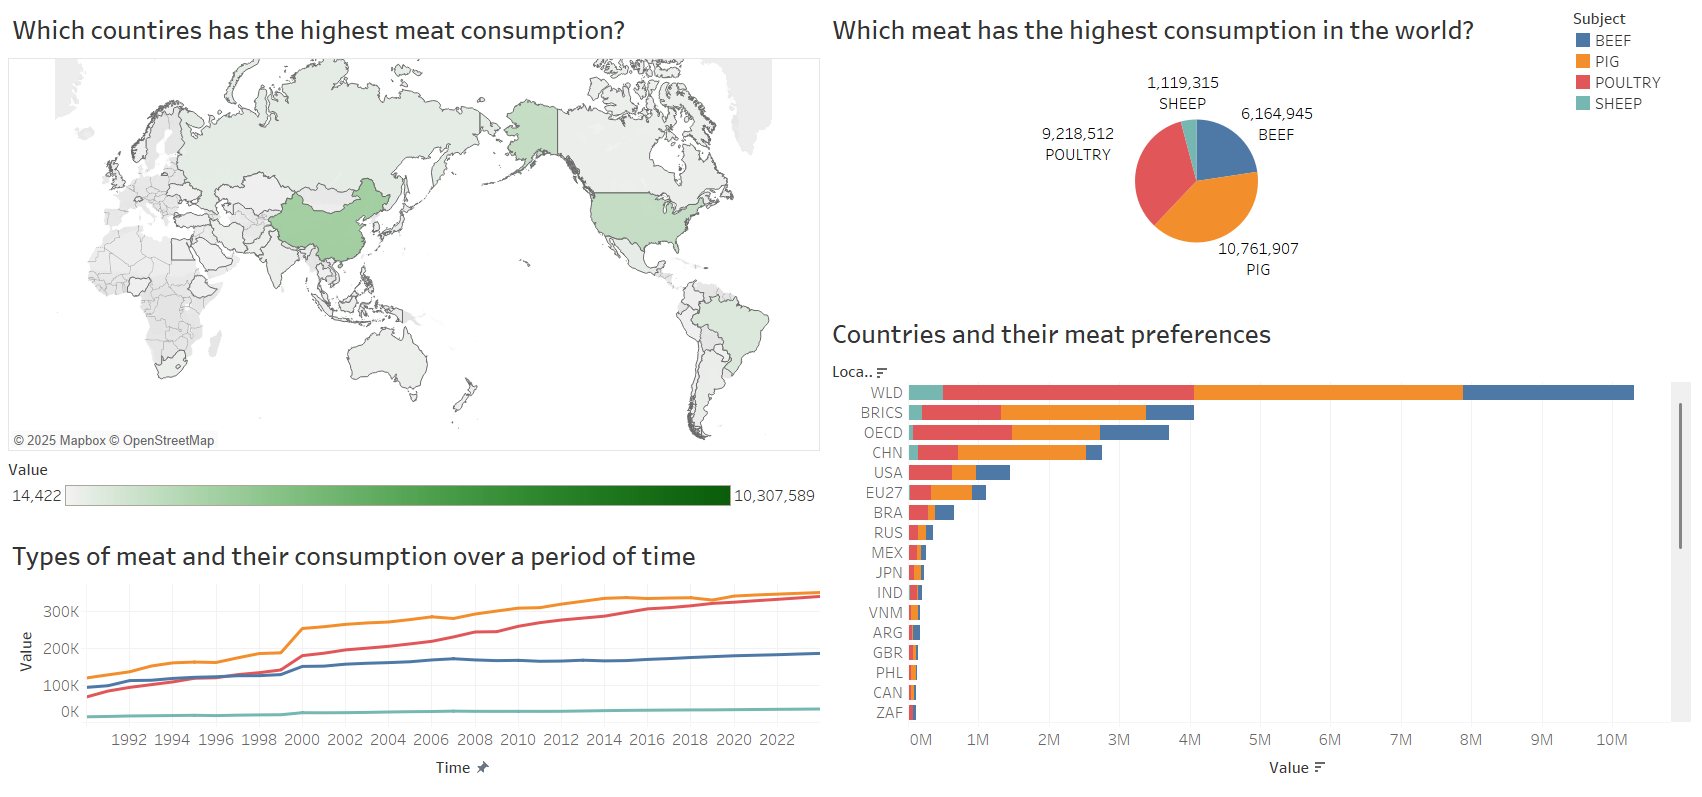 Which countires has the highest meat consumption?
© 2025 Mapbox © OpenStreetMap
Value
14,422
10,307,589
Types of meat and their consumption over a period of time
Value
300K
200K
100K
0K
1992 1994 1996 1998 2000 2002 2004 2006 2008 2010 2012 2014 2016 2018 2020 2022
Time
Which meat has the highest consumption in the world?
1,119,315
SHEEP
6,164,945
BEEF
9,218,512
POULTRY
10,761,907
PIG
Subject
BEEF
PIG
POULTRY
SHEEP
Countries and their meat preferences
Loca..
WLD
BRICS
OECD
CHN
USA
EU27
BRA
RUS
MEX
JPN
IND
VNM
ARG
GBR
PHL
CAN
ZAF
0M 1M 2M 3M 4M 5M 6M 7M 8M 9M 10M
Value